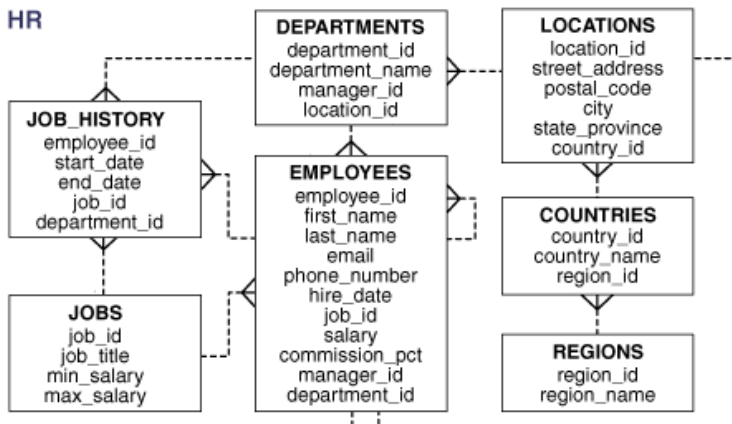 HR
DEPARTMENTS
department_id
department_name
manager_id
location_id
LOCATIONS
location_id
street_address
postal_code
city
state_province
country_id
JOB_HISTORY
employee_id
start_date
end_date
job_id
department_id
EMPLOYEES
employee_id
first_name
last_name
email
phone_number
hire_date
job_id
salary
commission_pct
manager_id
department_id
COUNTRIES
country_id
country_name
region_id
JOBS
job_id
job_title
min_salary
max_salary
REGIONS
region_id
region_name